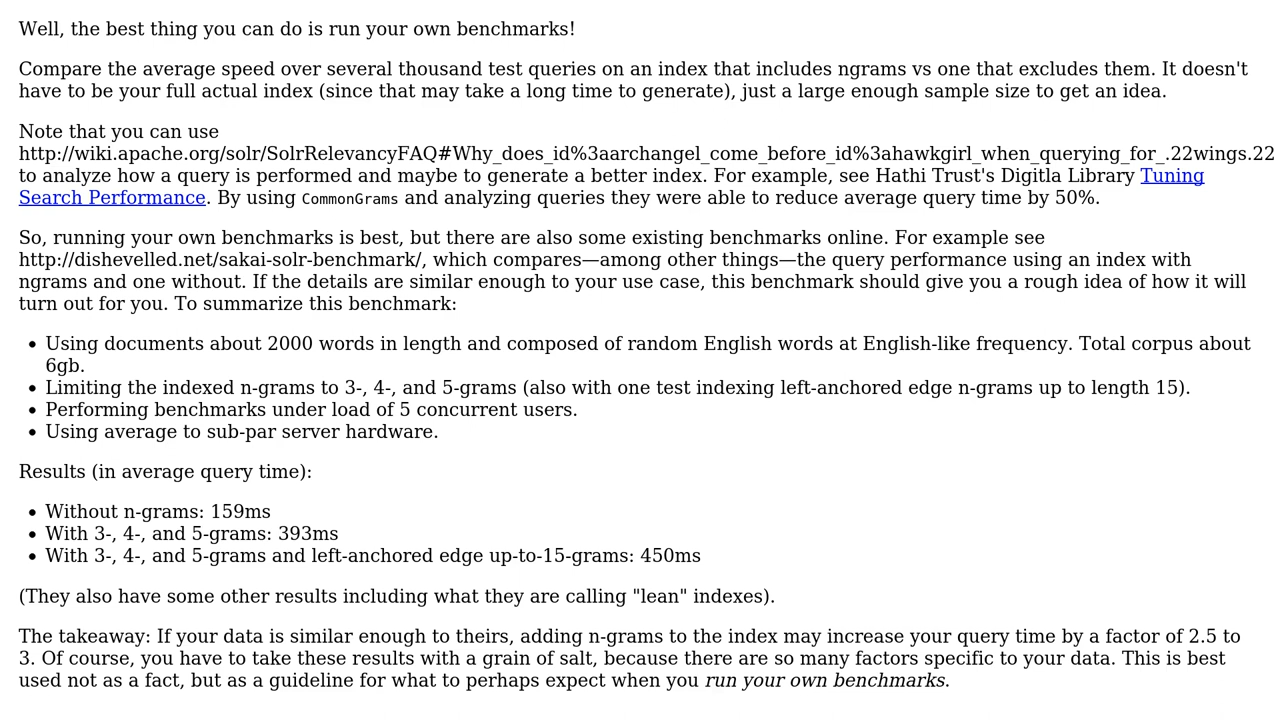 Well, the best thing you can do is run your own benchmarks!
Compare the average speed over several thousand test queries on an index that includes ngrams vs one that excludes them. It doesn't
have to be your full actual index (since that may take a long time to generate), just a large enough sample size to get an idea.
Note that you can use
http://wiki.apache.org/solr/SolrRelevancyFAQ#Why_does_id%3aarchangel_come_before_id%3ahawkgirl_when_querying_for_.22wings.22
to analyze how a query is performed and maybe to generate a better index. For example, see Hathi Trust's Digitla Library Tuning
Search Performance. By using CommonGrams and analyzing queries they were able to reduce average query time by 50%.
So, running your own benchmarks is best, but there are also some existing benchmarks online. For example see
http://dishevelled.net/sakai-solr-benchmark/, which compares—among other things—the query performance using an index with
ngrams and one without. If the details are similar enough to your use case, this benchmark should give you a rough idea of how it will
turn out for you. To summarize this benchmark:
• Using documents about 2000 words in length and composed of random English words at English-like frequency. Total corpus about
6gb.
• Limiting the indexed n-grams to 3-, 4-, and 5-grams (also with one test indexing left-anchored edge n-grams up to length 15).
• Performing benchmarks under load of 5 concurrent users.
• Using average to sub-par server hardware.
Results (in average query time):
• Without n-grams: 159ms
• With 3-, 4-, and 5-grams: 393ms
• With 3-, 4-, and 5-grams and left-anchored edge up-to-15-grams: 450ms
(They also have some other results including what they are calling "lean" indexes).
The takeaway: If your data is similar enough to theirs, adding n-grams to the index may increase your query time by a factor of 2.5 to
3. Of course, you have to take these results with a grain of salt, because there are so many factors specific to your data. This is best
used not as a fact, but as a guideline for what to perhaps expect when you run your own benchmarks.